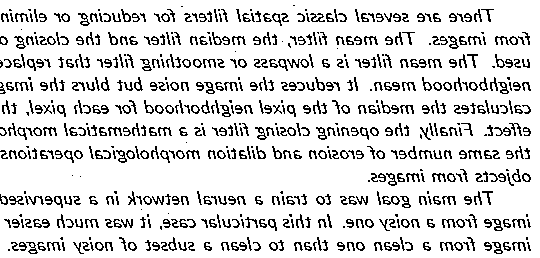 There are several classic spatial filters for reducing or elimin
from images. The mean filter, the median filter and the closing o
used. The mean filter is a lowpass or smoothing filter that replace
neighborhood mean. It reduces the image noise but blurs the imag
calculates the median of the pixel neighborhood for each pixel, th
effect. Finally, the opening closing filter is a mathematical morpho
the same number of erosion and dilation morphological operations
objects from images.
The main goal was to train a neural network in a supervised
image from a noisy one. In this particular case, it was much easier
image from a clean one than to clean a subset of noisy images.